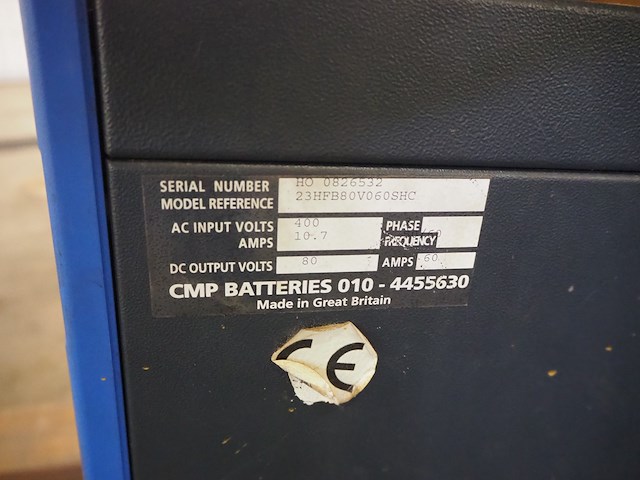 SERIAL NUMBER HO 0826532
MODEL REFERENCE 23HFB80V060SHC
AC INPUT VOLTS 400 PHASE
AMPS 10.7 FREQUENCY
DC OUTPUT VOLTS 80 AMPS 60
CMP BATTERIES 010 - 4455630
Made in Great Britain
CE